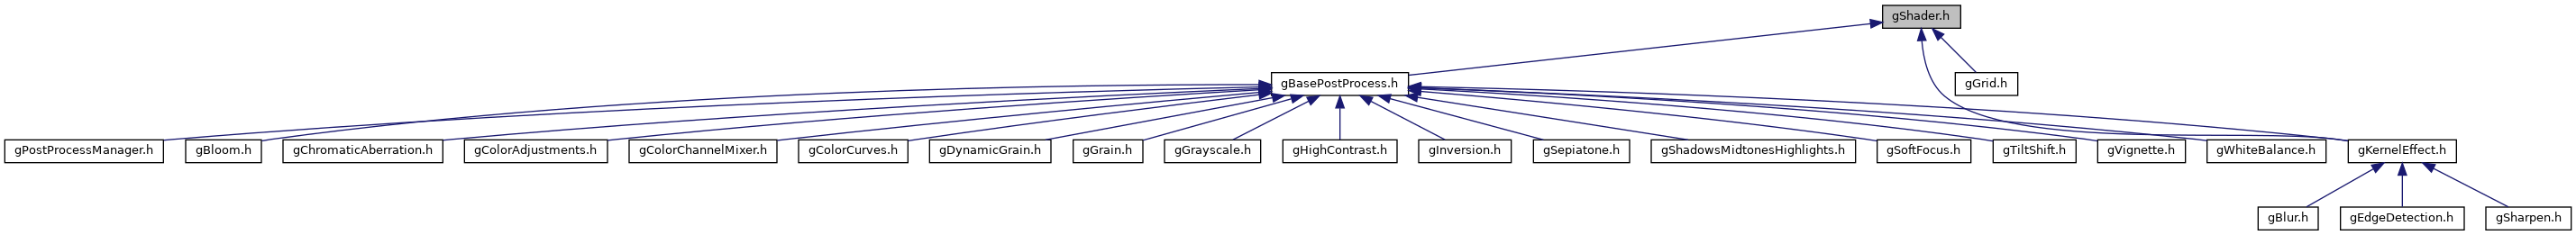 gShader.h
gBasePostProcess.h
gGrid.h
gPostProcessManager.h
gBloom.h
gChromaticAberration.h
gColorAdjustments.h
gColorChannelMixer.h
gColorCurves.h
gDynamicGrain.h
gGrain.h
gGrayscale.h
gHighContrast.h
gInversion.h
gSepiatone.h
gShadowsMidtonesHighlights.h
gSoftFocus.h
gTiltShift.h
gVignette.h
gWhiteBalance.h
gKernelEffect.h
gBlur.h
gEdgeDetection.h
gSharpen.h